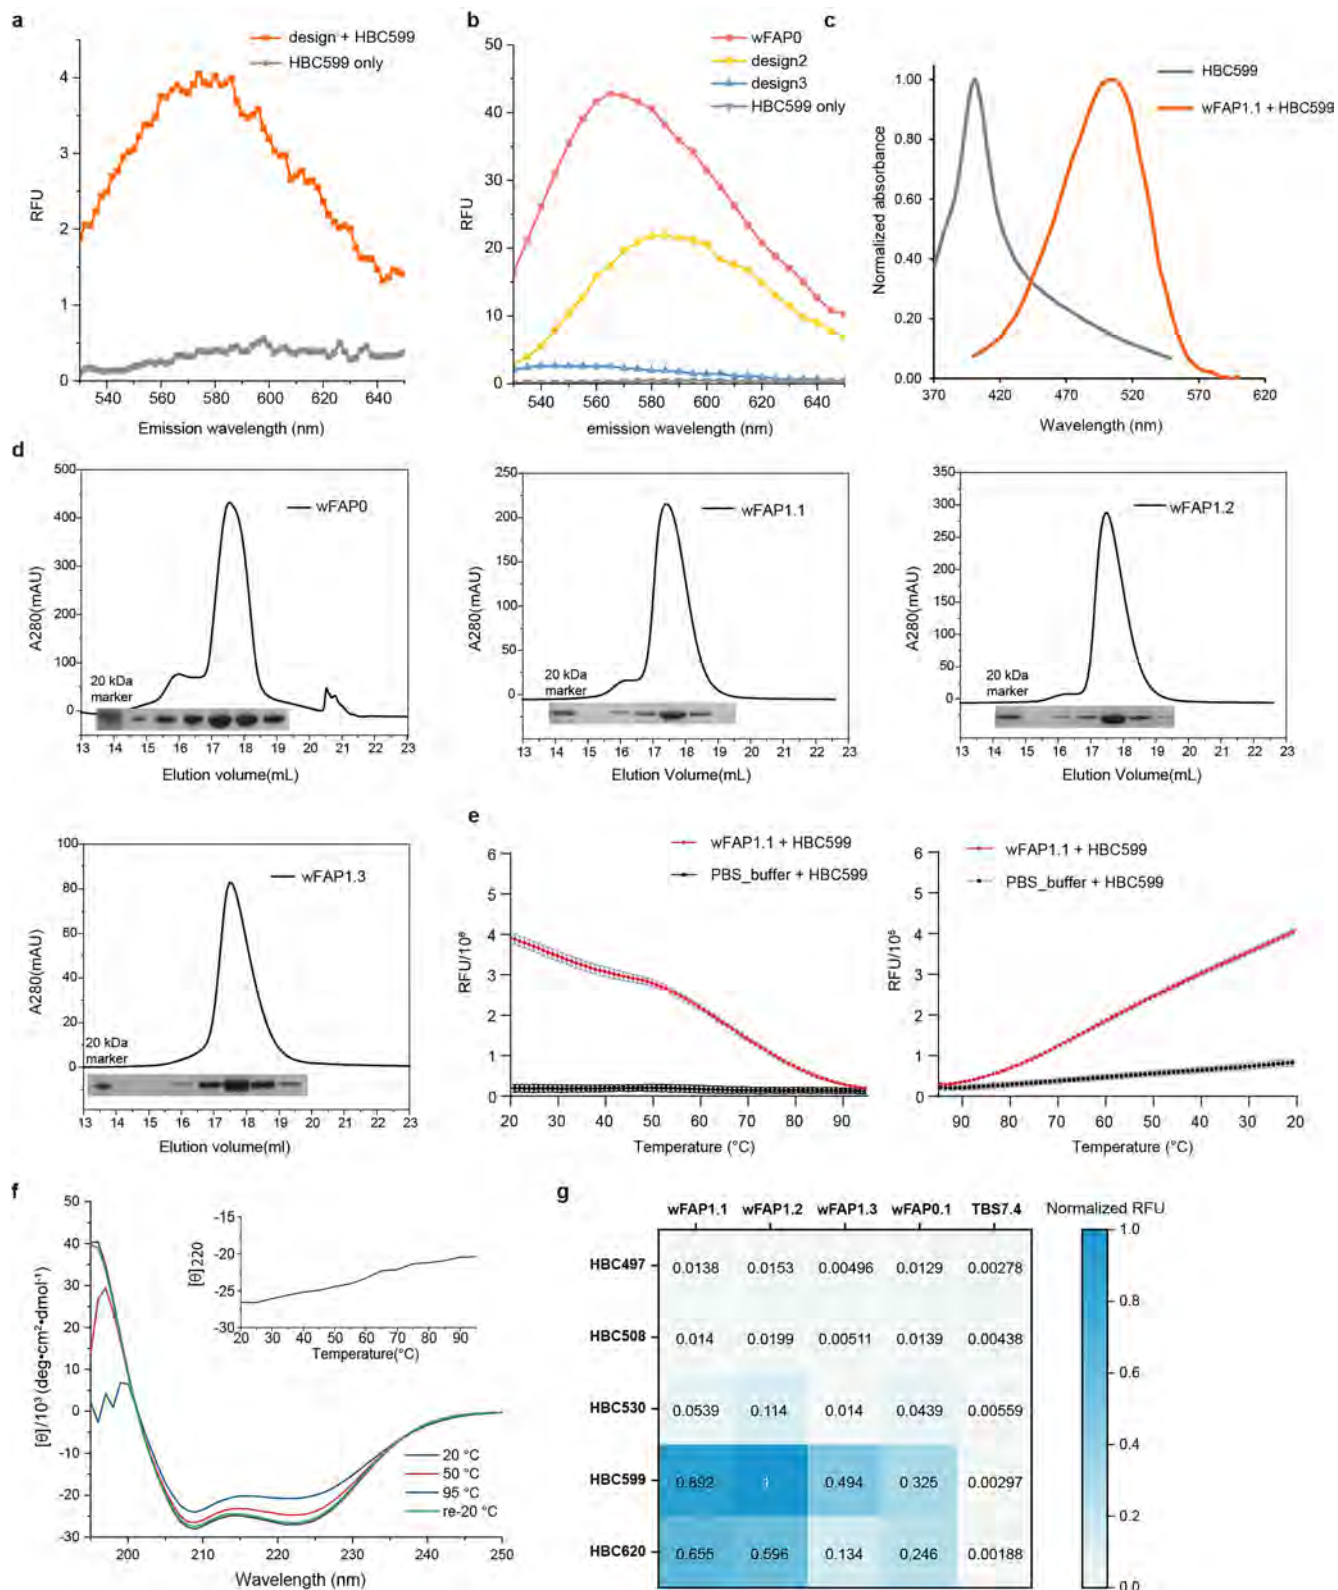 a
design + HBC599
HBC599 only
RFU
4
3
2
1
0
540 560 580 600 620 640
Emission wavelength (nm)
b
wFAP0
design2
design3
HBC599 only
RFU
50
40
30
20
10
0
540 560 580 600 620 640
emission wavelength (nm)
c
HBC599
wFAP1.1 + HBC599
Normalized absorbance
1.00
0.80
0.60
0.40
0.20
0.00
370 420 470 520 570 620
Wavelength (nm)
d
wFAP0
A280(mAU)
500
400
300
200
100
0
20 kDa
marker
13 14 15 16 17 18 19 20 21 22 23
Elution volume(mL)
wFAP1.1
A280(mAU)
250
200
150
100
50
0
20 kDa
marker
13 14 15 16 17 18 19 20 21 22 23
Elution Volume(mL)
wFAP1.2
A280(mAU)
350
300
250
200
150
100
50
0
20 kDa
marker
13 14 15 16 17 18 19 20 21 22 23
Elution Volume(mL)
wFAP1.3
A280(mAU)
100
80
60
40
20
0
20 kDa
marker
13 14 15 16 17 18 19 20 21 22 23
Elution volume(ml)
e
wFAP1.1 + HBC599
PBS_buffer + HBC599
RFU/10⁶
6
5
4
3
2
1
0
20 30 40 50 60 70 80 90
Temperature (°C)
wFAP1.1 + HBC599
PBS_buffer + HBC599
RFU/10⁶
6
5
4
3
2
1
0
90 80 70 60 50 40 30 20
Temperature (°C)
f
[θ]/10³ (deg•cm²•dmol⁻¹)
50
40
30
20
10
0
-10
-20
-30
200 210 220 230 240 250
Wavelength (nm)
[θ]220
-15
-20
-25
-30
20 30 40 50 60 70 80 90
Temperature(°C)
20 °C
50 °C
95 °C
re-20 °C
g
wFAP1.1 wFAP1.2 wFAP1.3 wFAP0.1 TBS7.4
HBC497 0.0138 0.0153 0.00496 0.0129 0.00278
HBC508 0.014 0.0199 0.00511 0.0139 0.00438
HBC530 0.0539 0.114 0.014 0.0439 0.00559
HBC599 0.892 1 0.494 0.325 0.00297
HBC620 0.655 0.596 0.134 0.246 0.00188
Normalized RFU
1.0
0.8
0.6
0.4
0.2
0.0